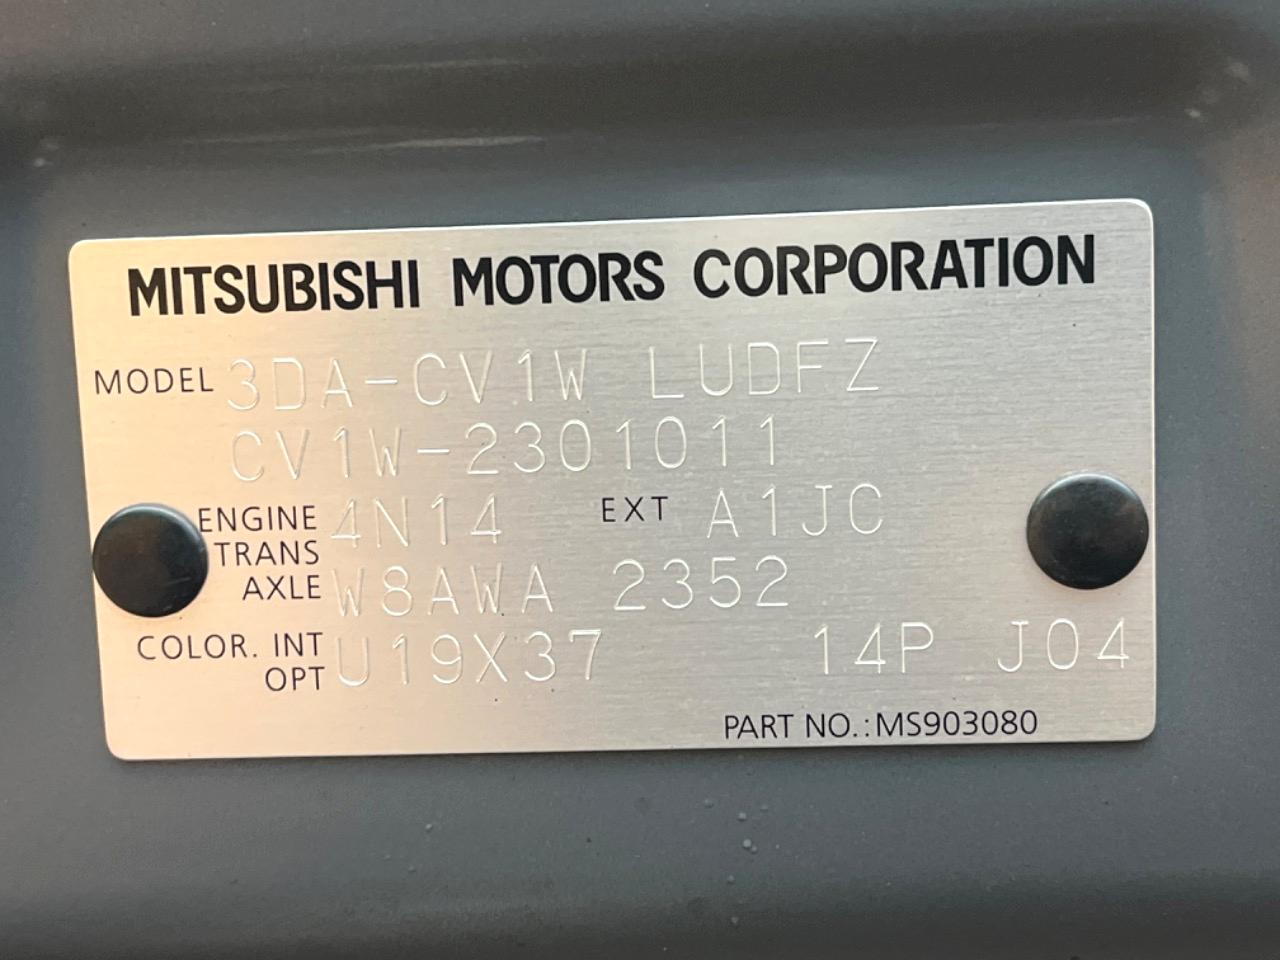 MITSUBISHI MOTORS CORPORATION
MODEL 3DA-CV1W LUDFZ
CV1W-2301011
ENGINE 4N14 EXT A1JC
TRANS
AXLE W8AWA 2352
COLOR. INT
OPT U19X37 14P J04
PART NO.:MS903080